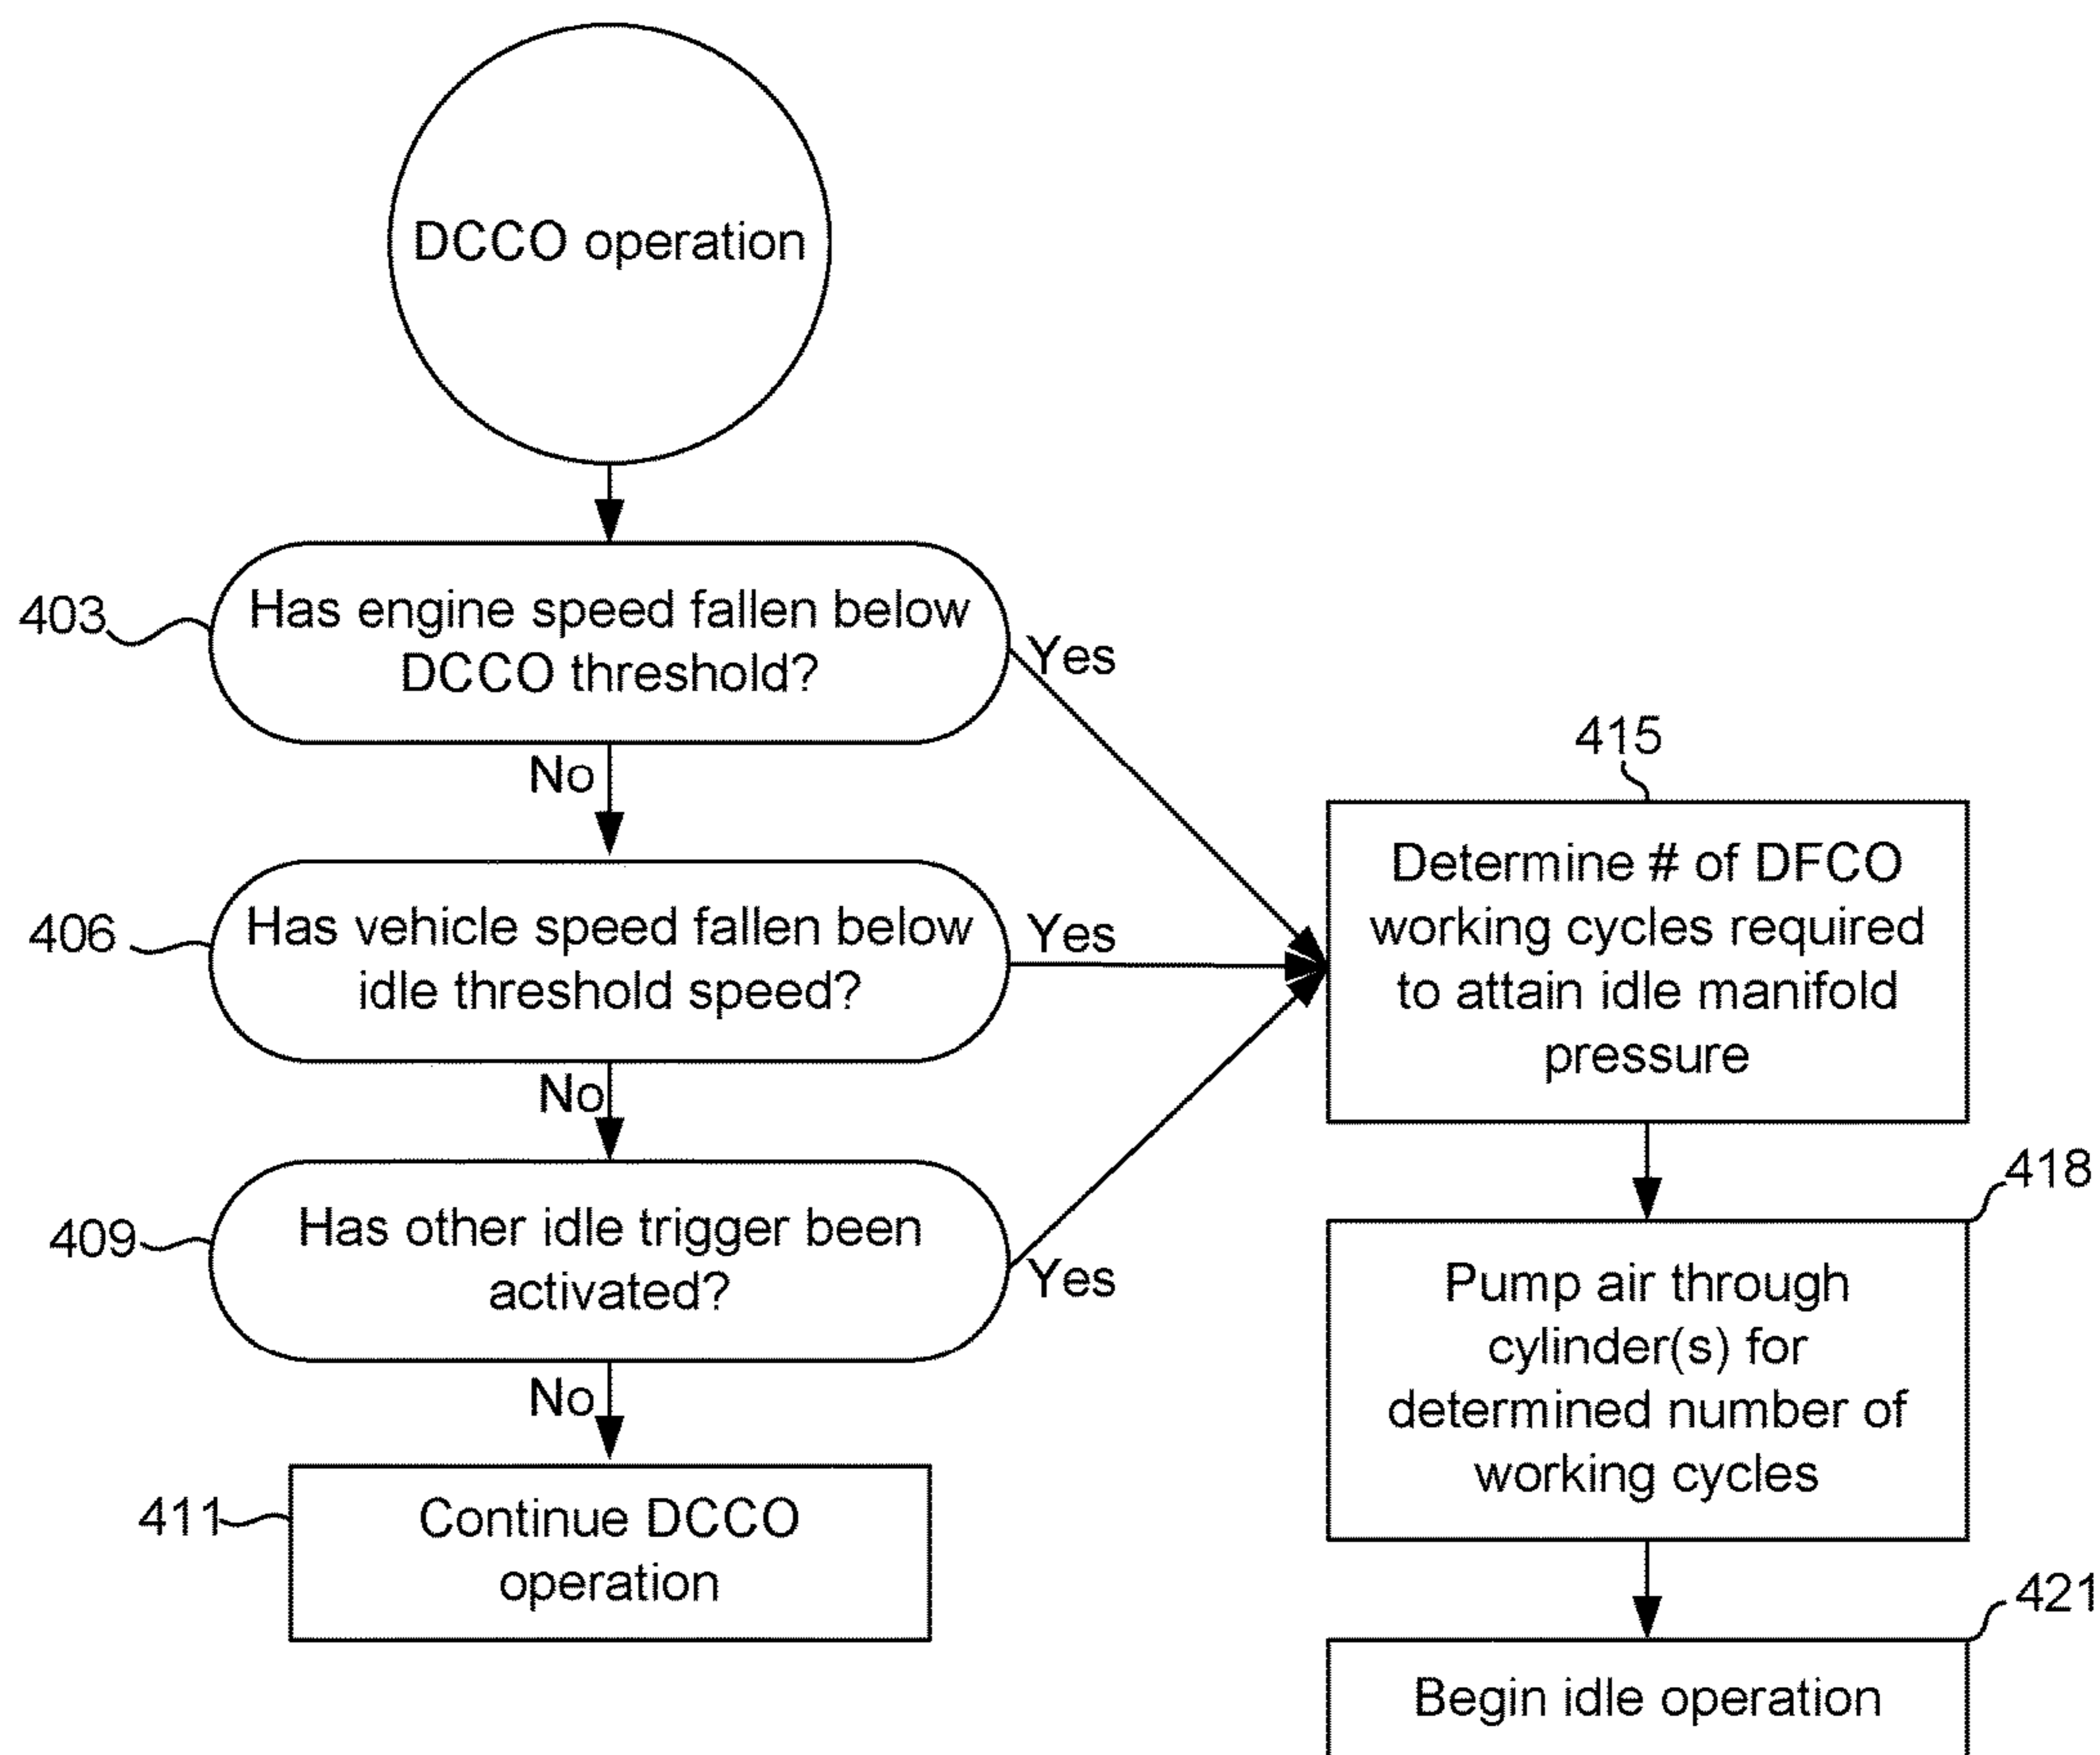 DCCO operation
403
Has engine speed fallen below
DCCO threshold?
Yes
No
406
Has vehicle speed fallen below
idle threshold speed?
Yes
No
409
Has other idle trigger been
activated?
Yes
No
411
Continue DCCO
operation
415
Determine # of DFCO
working cycles required
to attain idle manifold
pressure
418
Pump air through
cylinder(s) for
determined number of
working cycles
421
Begin idle operation